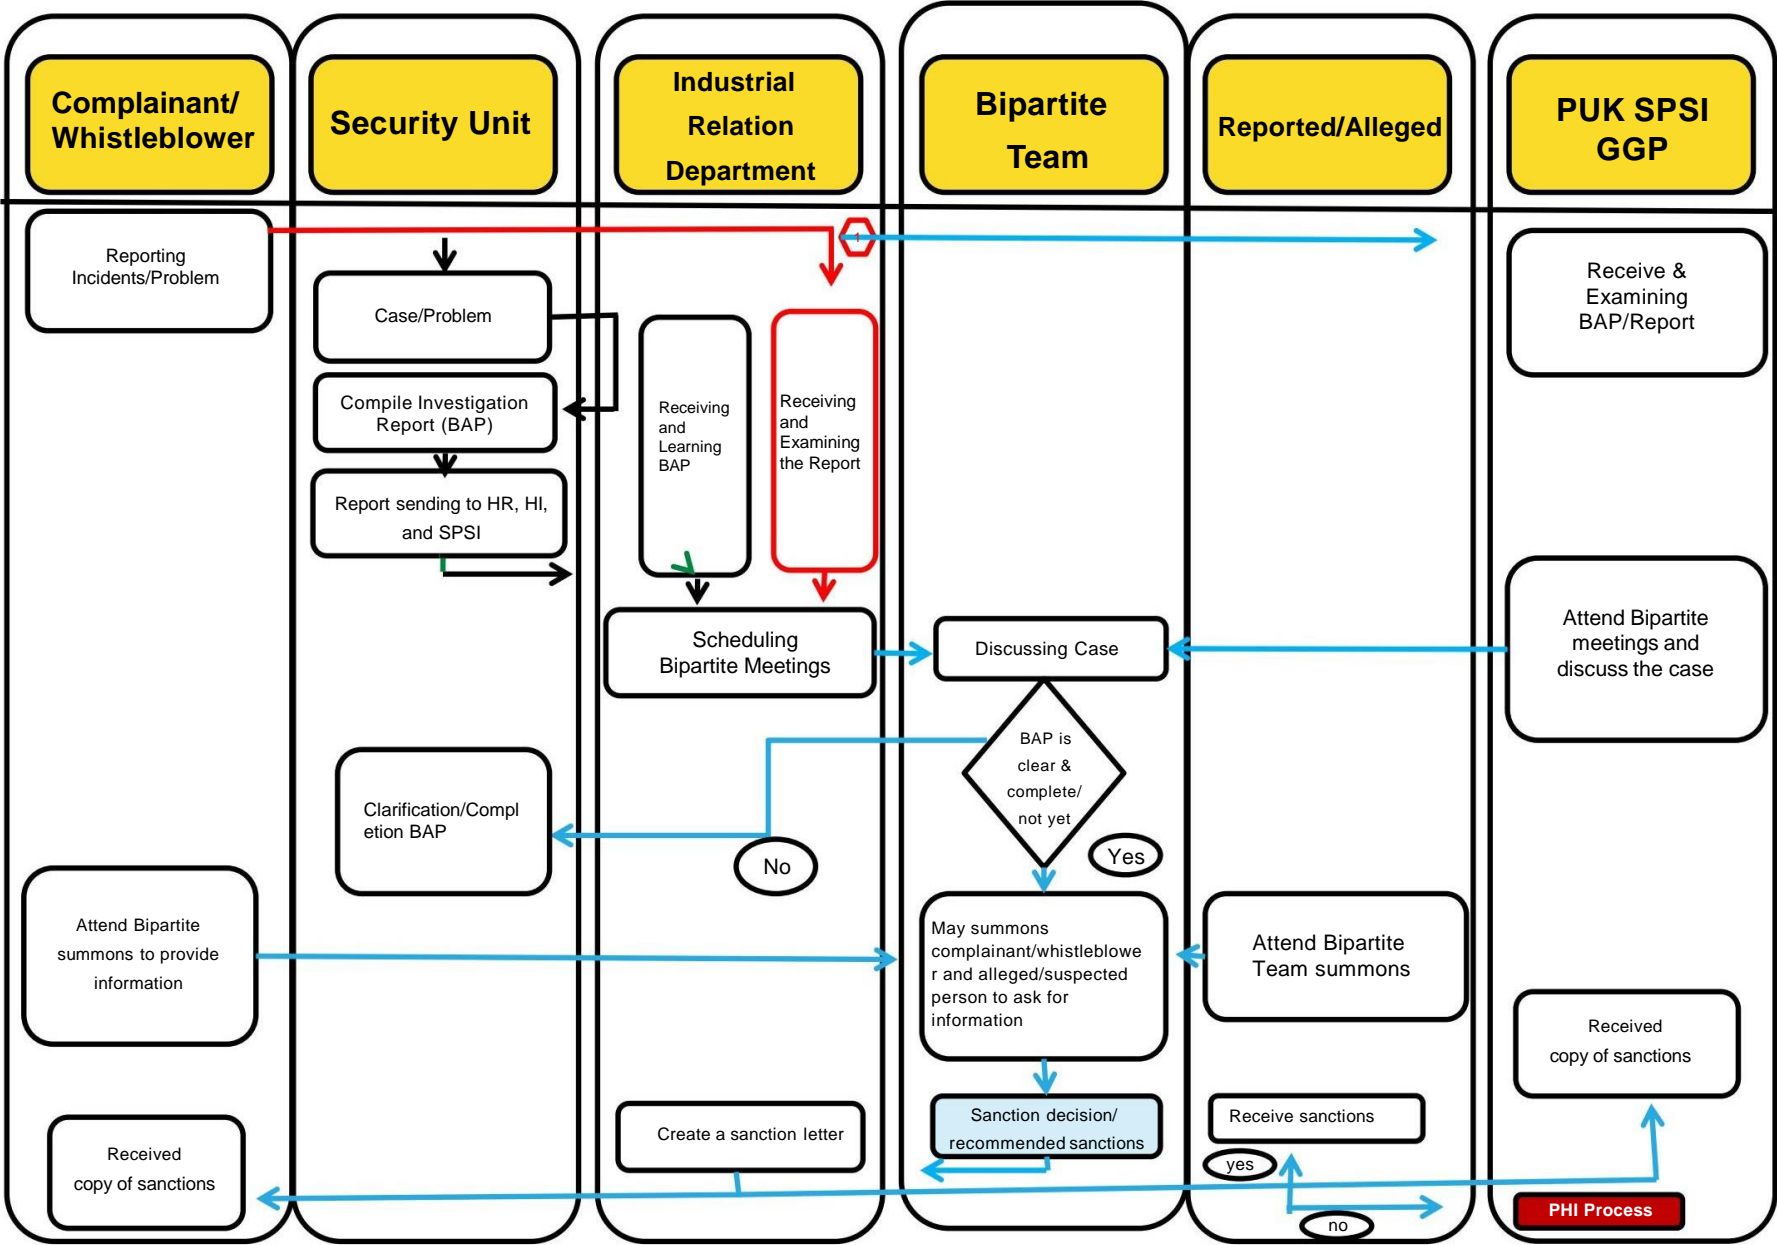 Complainant/
Whistleblower
Security Unit
Industrial
Relation
Department
Bipartite
Team
Reported/Alleged
PUK SPSI
GGP
Reporting
Incidents/Problem
1
Case/Problem
Receive &
Examining
BAP/Report
Compile Investigation
Report (BAP)
Receiving
and
Learning
BAP
Receiving
and
Examining
the Report
Report sending to HR, HI,
and SPSI
Scheduling
Bipartite Meetings
Discussing Case
Attend Bipartite
meetings and
discuss the case
BAP is
clear &
complete/
not yet
Clarification/Compl
etion BAP
No
Yes
Attend Bipartite
summons to provide
information
May summons
complainant/whistleblowe
r and alleged/suspected
person to ask for
information
Attend Bipartite
Team summons
Received
copy of sanctions
Create a sanction letter
Sanction decision/
recommended sanctions
Receive sanctions
yes
no
Received
copy of sanctions
PHI Process